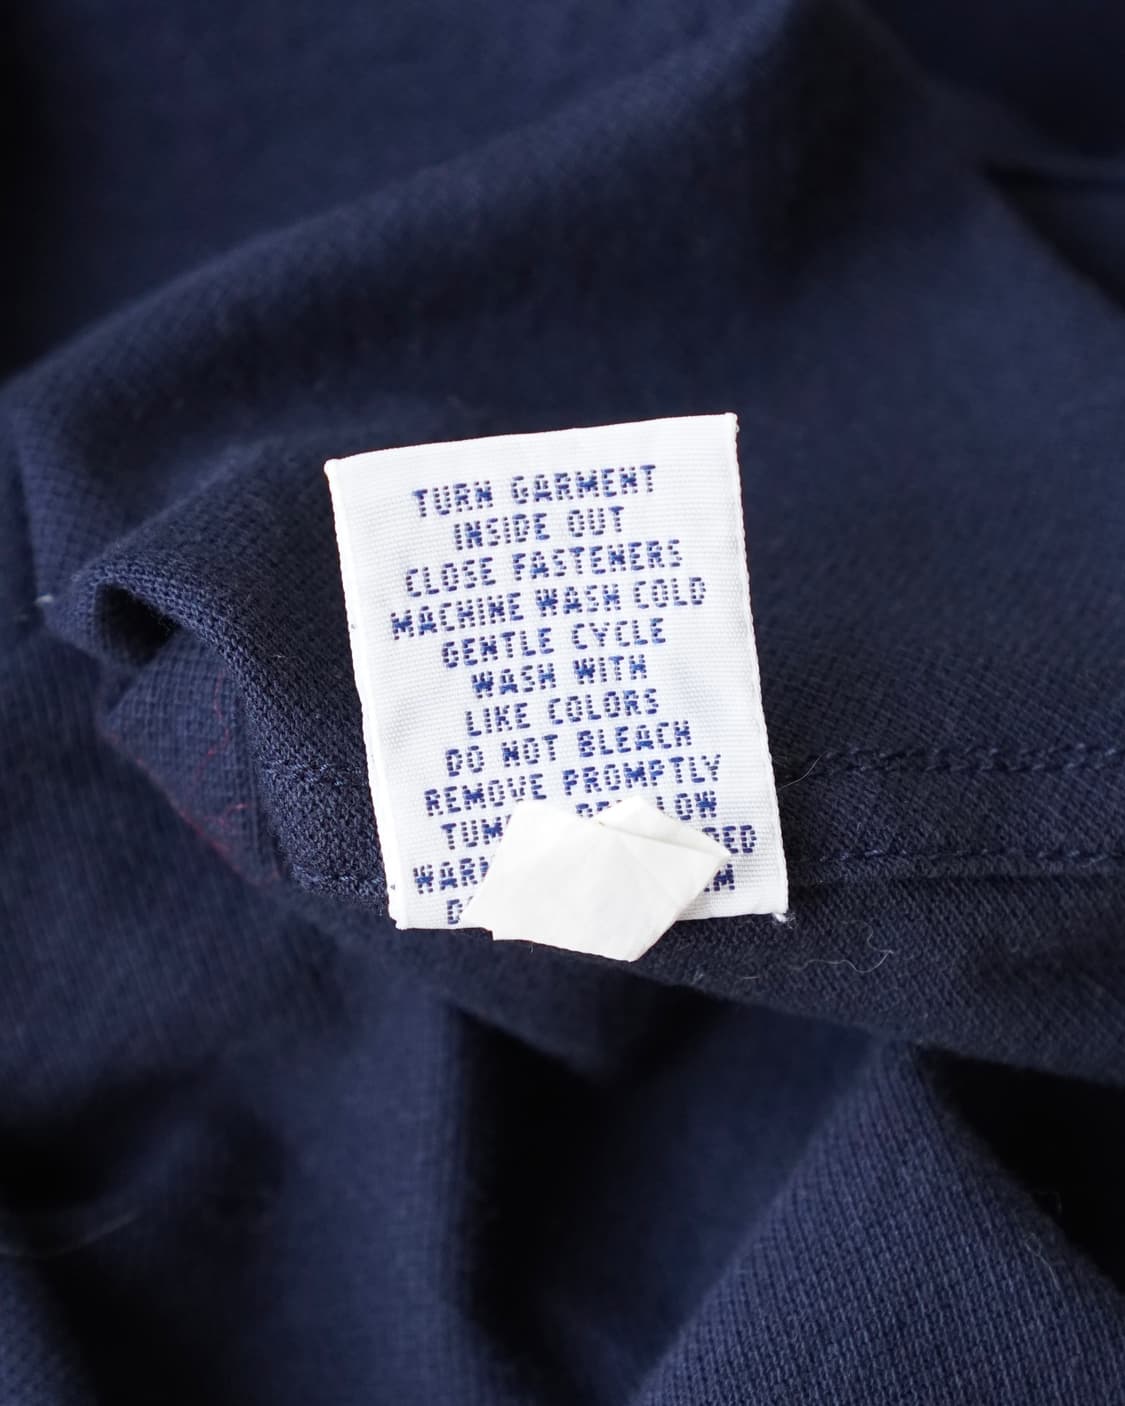 TURN GARMENT
INSIDE OUT
CLOSE FASTENERS
MACHINE WASH COLD
GENTLE CYCLE
WASH WITH
LIKE COLORS
DO NOT BLEACH
REMOVE PROMPTLY
LOW